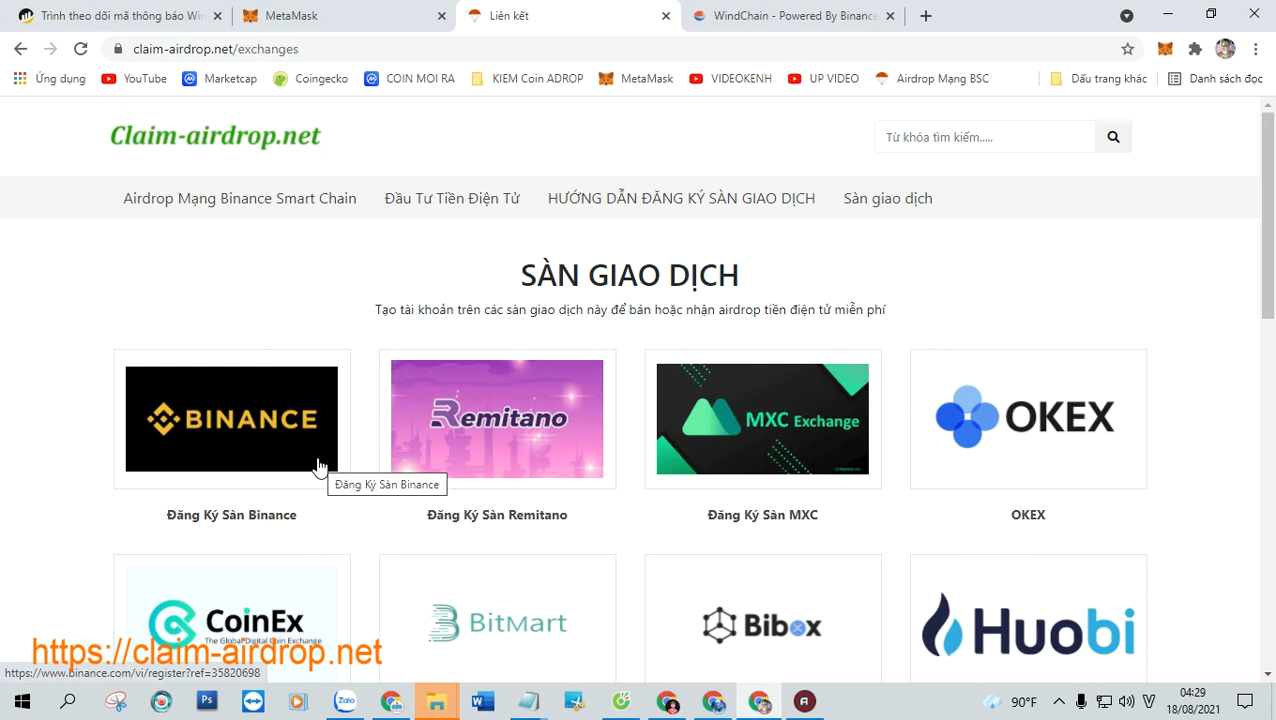 Trình theo dõi mã thông báo Win
MetaMask
Liên kết
WindChain - Powered By Binance
claim-airdrop.net/exchanges
Ứng dụng
YouTube
Marketcap
Coingecko
COIN MOI RA
KIEM Coin ADROP
MetaMask
VIDEOKENH
UP VIDEO
Airdrop Mạng BSC
Dấu trang khác
Danh sách đọc
Claim-airdrop.net
Từ khóa tìm kiếm.....
Airdrop Mạng Binance Smart Chain
Đầu Tư Tiền Điện Tử
HƯỚNG DẪN ĐĂNG KÝ SÀN GIAO DỊCH
Sàn giao dịch
SÀN GIAO DỊCH
Tạo tài khoản trên các sàn giao dịch này để bán hoặc nhận airdrop tiền điện tử miễn phí
BINANCE
Remitano
MXC Exchange
OKEX
Đăng Ký Sàn Binance
Đăng Ký Sàn Binance
Đăng Ký Sàn Remitano
Đăng Ký Sàn MXC
OKEX
CoinEx
The Global Digital Coin Exchange
BitMart
Bibox
Huobi
https://claim-airdrop.net
https://www.binance.com/vi/register?ref=35820698
Ps
Zalo
90°F
V
04:29
18/08/2021